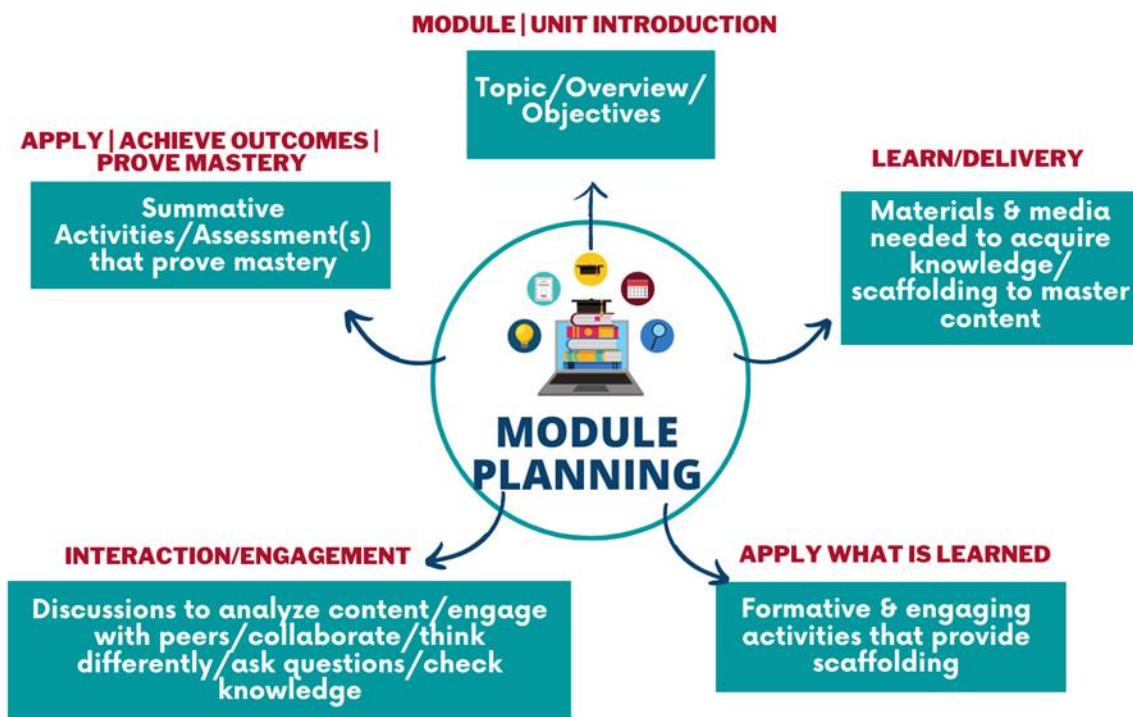 MODULE | UNIT INTRODUCTION
Topic/Overview/
Objectives
LEARN/DELIVERY
Materials & media
needed to acquire
knowledge/
scaffolding to master
content
APPLY WHAT IS LEARNED
Formative & engaging
activities that provide
scaffolding
INTERACTION/ENGAGEMENT
Discussions to analyze content/engage
with peers/collaborate/think
differently/ask questions/check
knowledge
APPLY | ACHIEVE OUTCOMES |
PROVE MASTERY
Summative
Activities/Assessment(s)
that prove mastery
MODULE
PLANNING